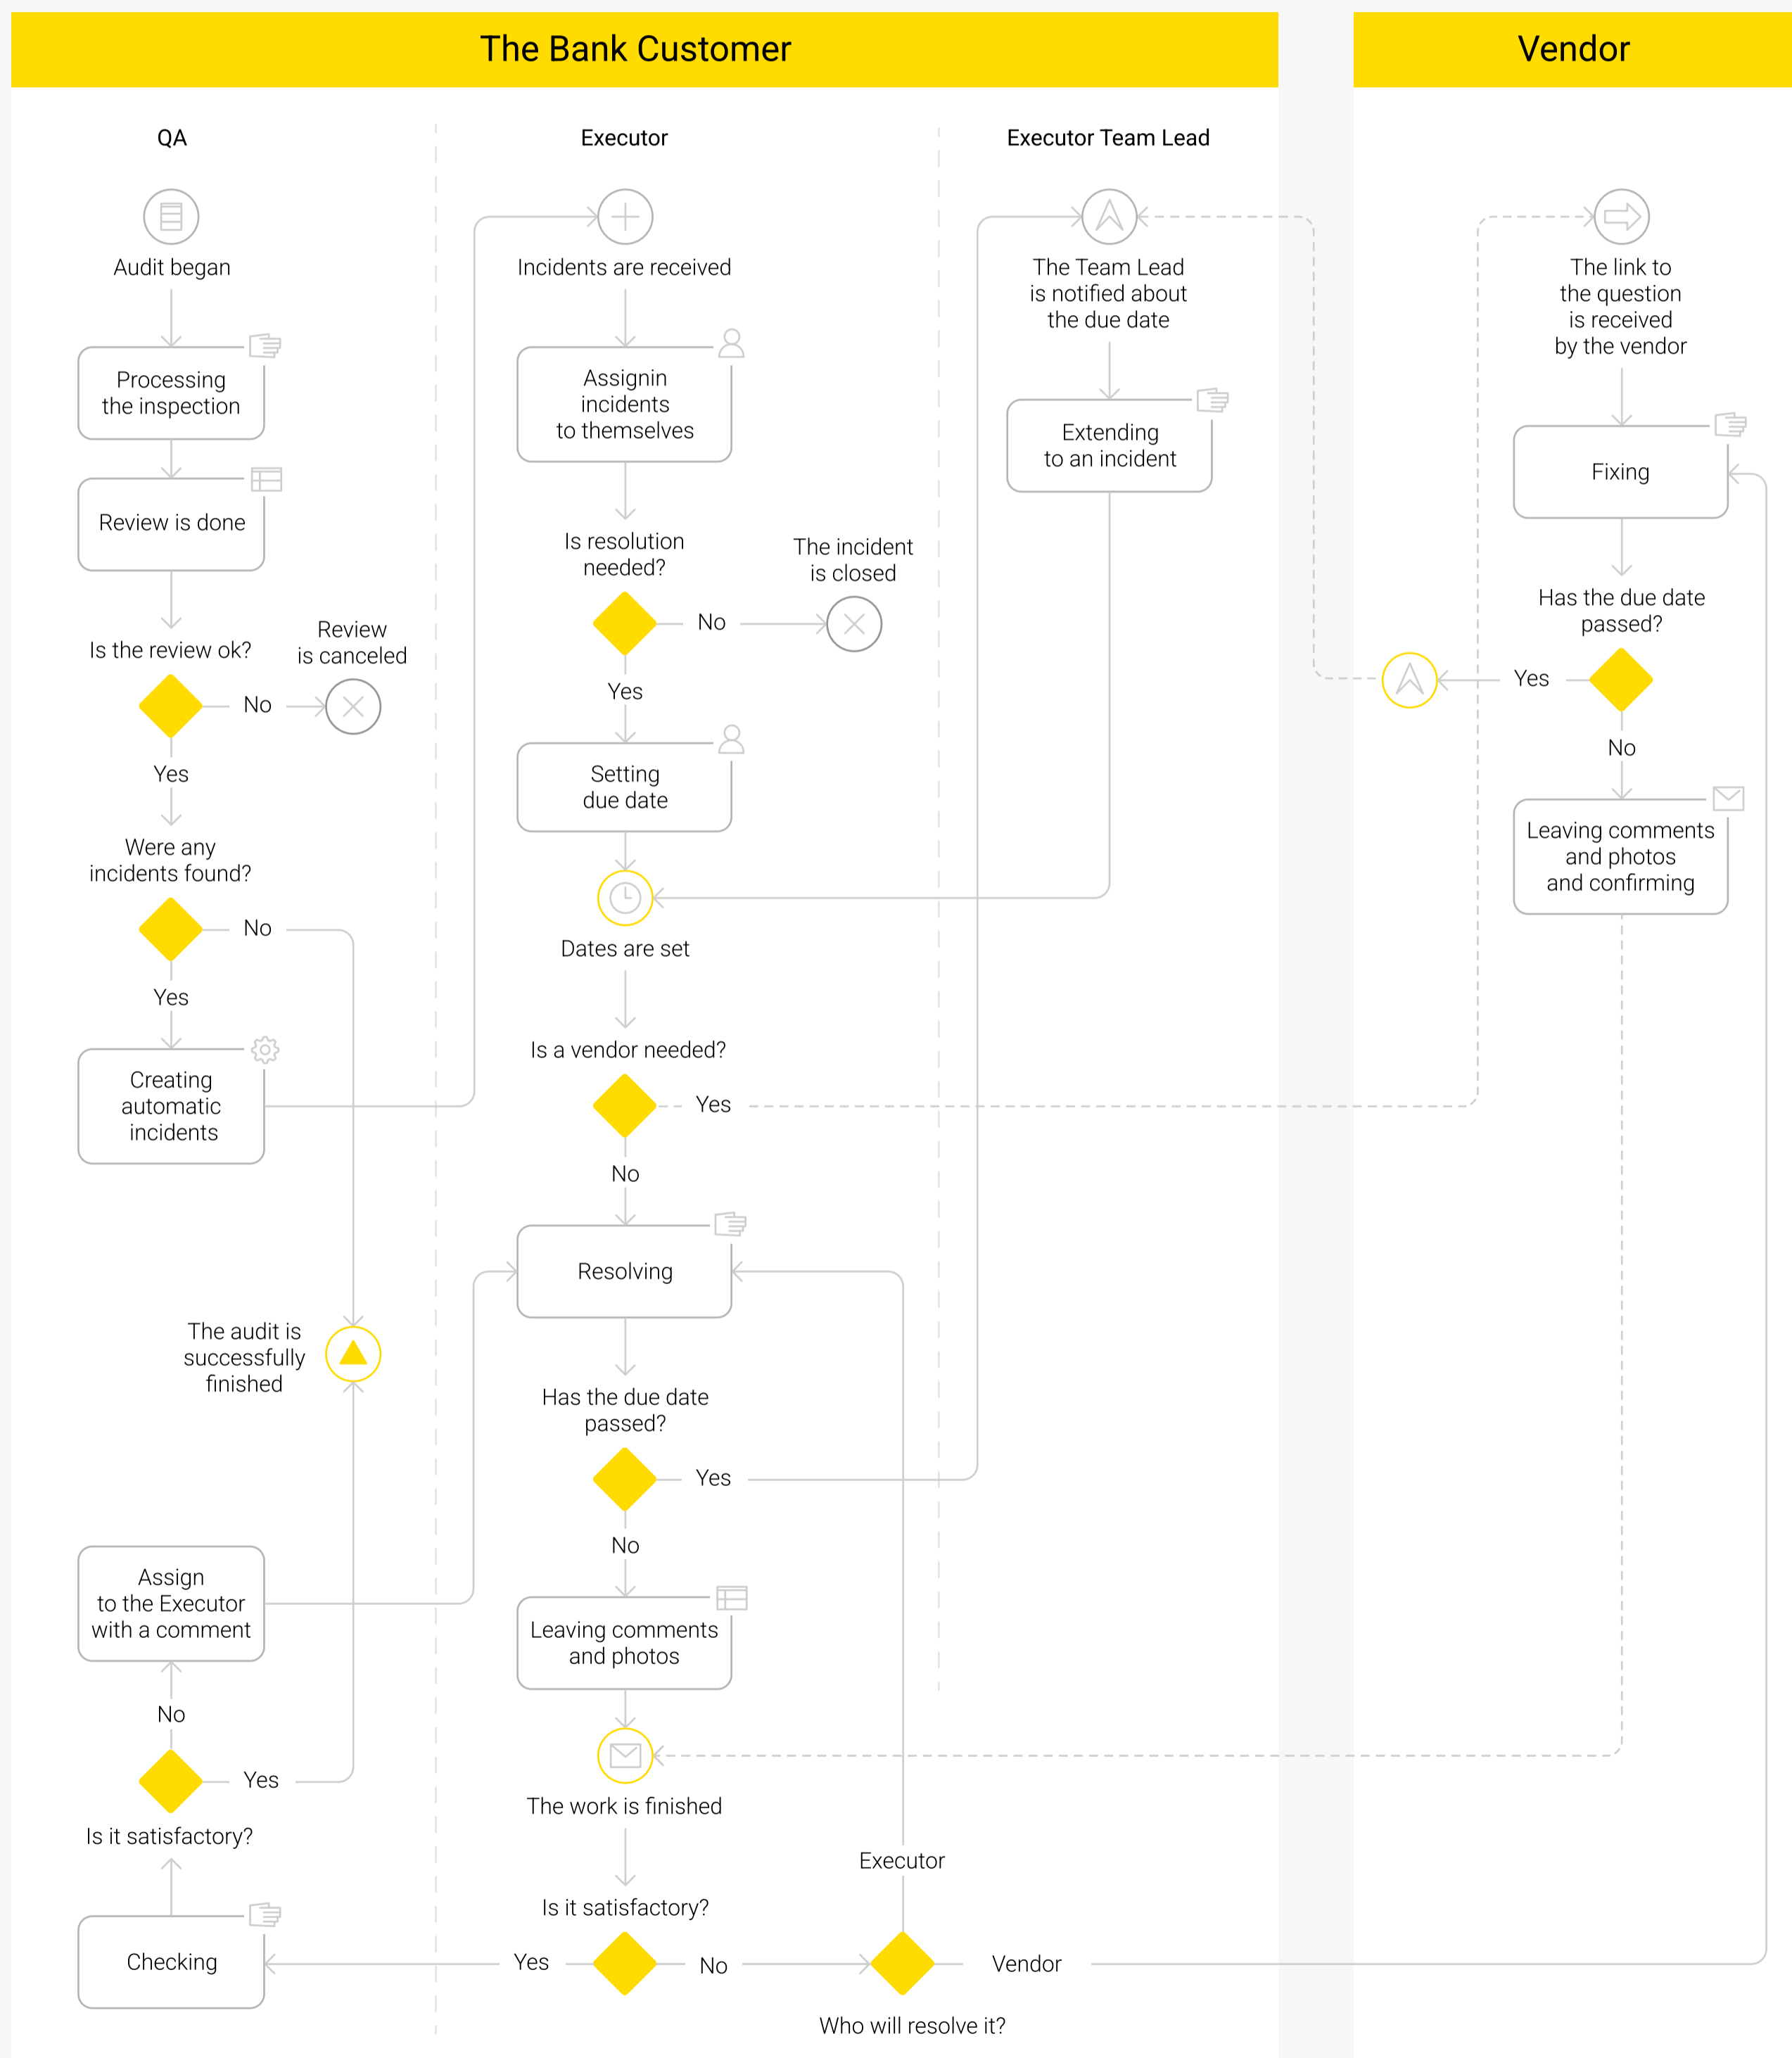 The Bank Customer
Vendor
QA
Executor
Executor Team Lead
Audit began
Processing
the inspection
Review is done
Is the review ok?
No
Review
is canceled
Yes
Were any
incidents found?
No
Yes
Creating
automatic
incidents
The audit is
successfully
finished
Assign
to the Executor
with a comment
No
Yes
Is it satisfactory?
Checking
Incidents are received
Assignin
incidents
to themselves
Is resolution
needed?
No
The incident
is closed
Yes
Setting
due date
Dates are set
Is a vendor needed?
Yes
No
Resolving
Has the due date
passed?
Yes
No
Leaving comments
and photos
The work is finished
Is it satisfactory?
Yes
No
Executor
Vendor
Who will resolve it?
The Team Lead
is notified about
the due date
Extending
to an incident
The link to
the question
is received
by the vendor
Fixing
Has the due date
passed?
Yes
No
Leaving comments
and photos
and confirming